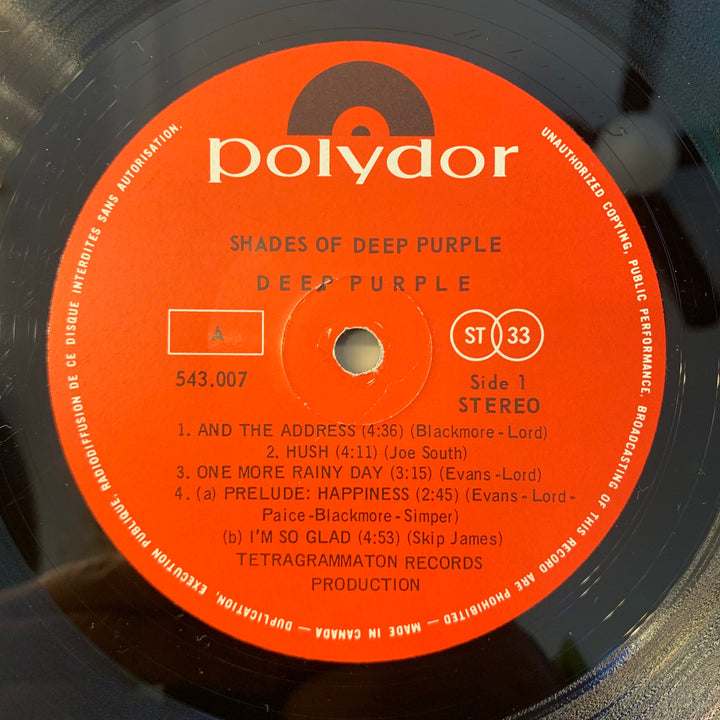 polydor
SHADES OF DEEP PURPLE
DEEP PURPLE
A
ST 33
543.007
Side 1
STEREO
1. AND THE ADDRESS (4:36) (Blackmore-Lord)
2. HUSH (4:11) (Joe South)
3. ONE MORE RAINY DAY (3:15) (Evans-Lord)
4. (a) PRELUDE: HAPPINESS (2:45) (Evans-Lord-
Paice-Blackmore-Simper)
(b) I'M SO GLAD (4:53) (Skip James)
TETRAGRAMMATON RECORDS
PRODUCTION
UNAUTHORIZED COPYING, PUBLIC PERFORMANCE, BROADCASTING OF THIS RECORD ARE PHOHIBITED — MADE IN CANADA — DUPLICATION, EXECUTION PUBLIQUE, RADIODIFFUSION DE CE DISQUE INTERDITES SANS AUTORISATION.